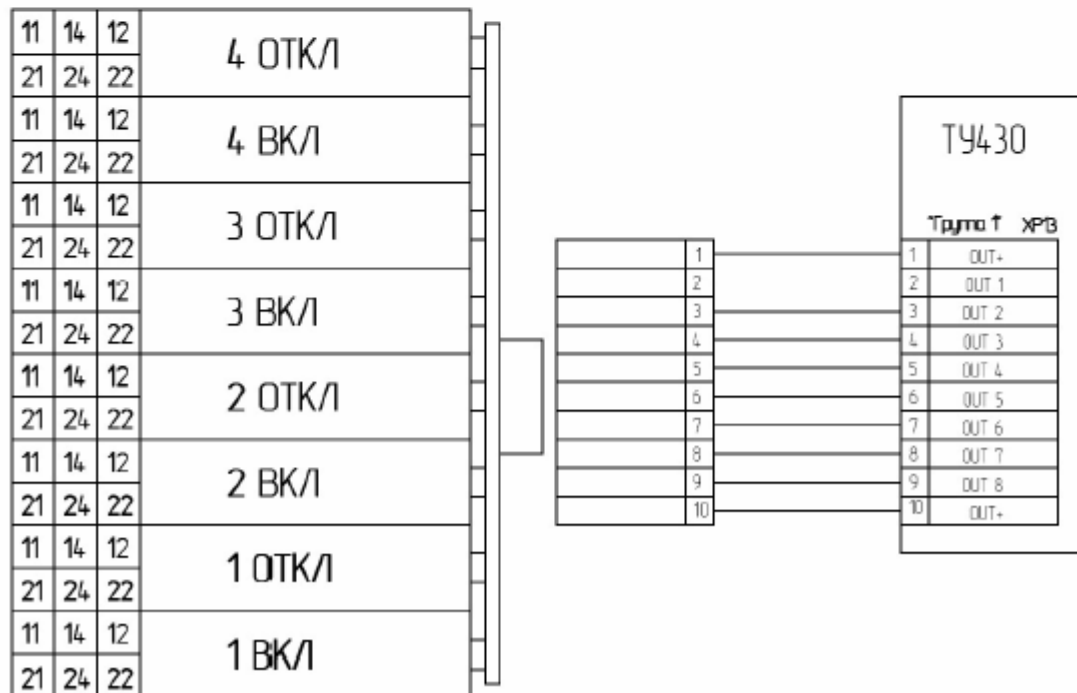 11 14 12
4 ОТКЛ
21 24 22
11 14 12
4 ВКЛ
21 24 22
11 14 12
3 ОТКЛ
21 24 22
11 14 12
3 ВКЛ
21 24 22
11 14 12
2 ОТКЛ
21 24 22
11 14 12
2 ВКЛ
21 24 22
11 14 12
1 ОТКЛ
21 24 22
11 14 12
1 ВКЛ
21 24 22
1
2
3
4
5
6
7
8
9
10
ТУ430
"Группа 1" XP13
1 OUT+
2 OUT 1
3 OUT 2
4 OUT 3
5 OUT 4
6 OUT 5
7 OUT 6
8 OUT 7
9 OUT 8
10 OUT+